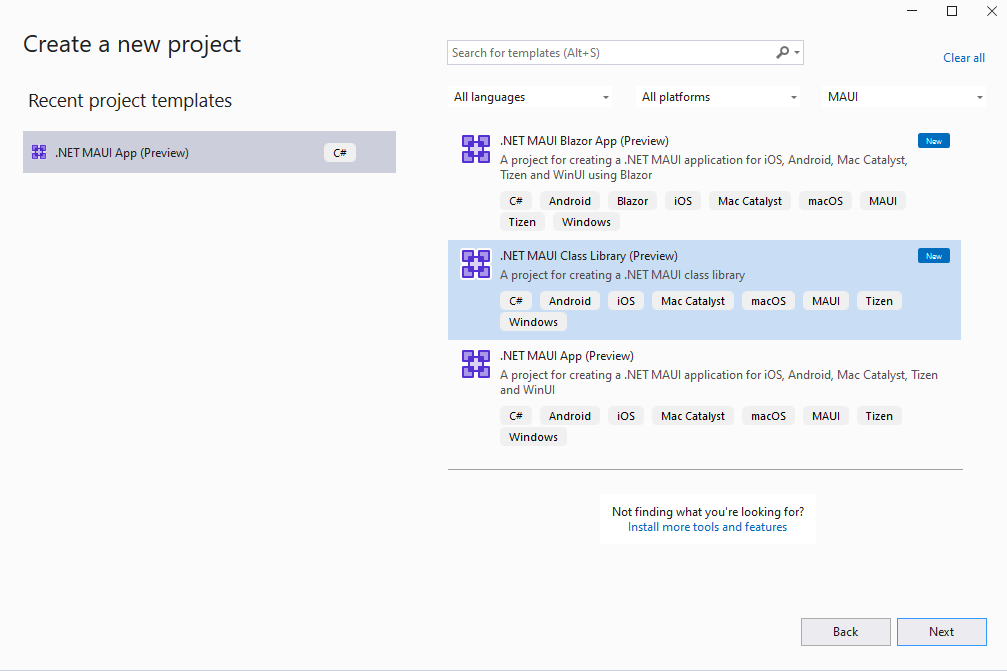 Create a new project
Search for templates (Alt+S)
Clear all
Recent project templates
All languages
All platforms
MAUI
.NET MAUI App (Preview)
C#
.NET MAUI Blazor App (Preview)
New
A project for creating a .NET MAUI application for iOS, Android, Mac Catalyst,
Tizen and WinUI using Blazor
C# Android Blazor iOS Mac Catalyst macOS MAUI
Tizen Windows
.NET MAUI Class Library (Preview)
New
A project for creating a .NET MAUI class library
C# Android iOS Mac Catalyst macOS MAUI Tizen
Windows
.NET MAUI App (Preview)
A project for creating a .NET MAUI application for iOS, Android, Mac Catalyst, Tizen
and WinUI
C# Android iOS Mac Catalyst macOS MAUI Tizen
Windows
Not finding what you're looking for?
Install more tools and features
Back
Next